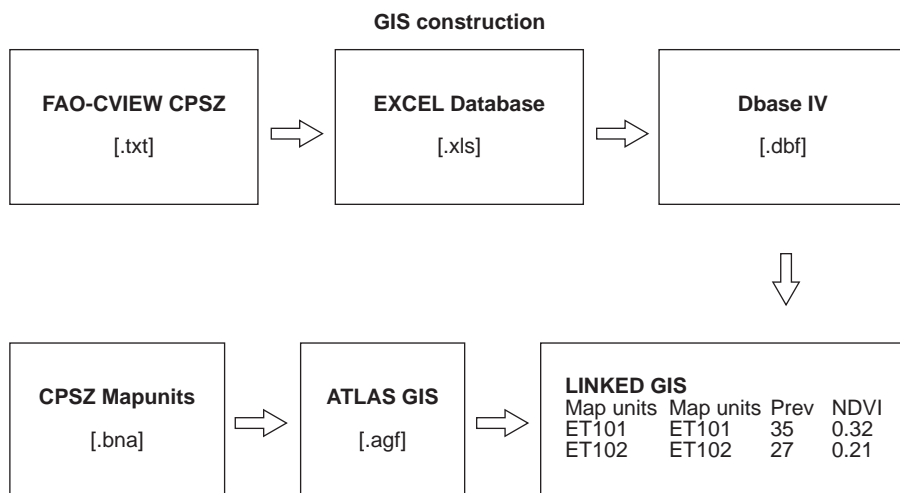 GIS construction
FAO-CVIEW CPSZ
[.txt]
EXCEL Database
[.xls]
Dbase IV
[.dbf]
CPSZ Mapunits
[.bna]
ATLAS GIS
[.agf]
LINKED GIS
Map units Map units Prev NDVI
ET101 ET101 35 0.32
ET102 ET102 27 0.21